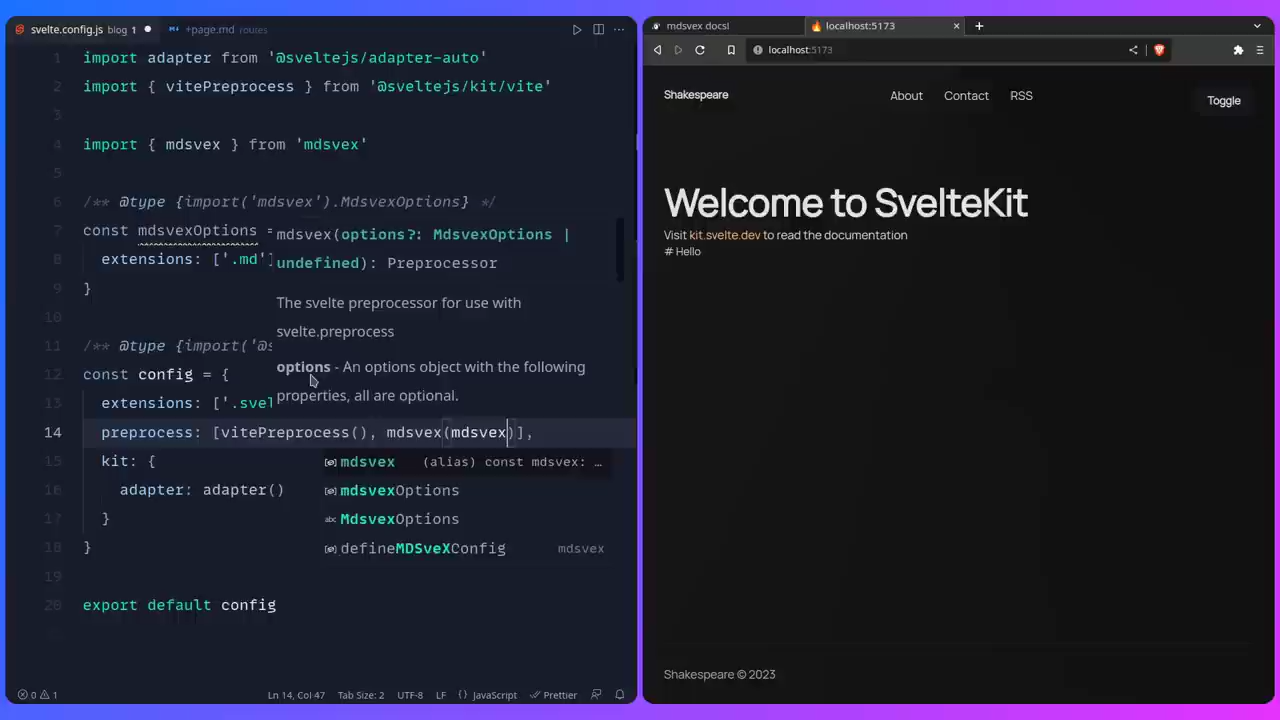 svelte.config.js blog 1
+page.md routes
1 import adapter from '@sveltejs/adapter-auto'
2 import { vitePreprocess } from '@sveltejs/kit/vite'
3
4 import { mdsvex } from 'mdsvex'
5
6 /** @type {import('mdsvex').MdsvexOptions} */
7 const mdsvexOptions =
8 extensions: ['.md']
9 }
10
11 /** @type {import('@s
12 const config = {
13 extensions: ['.svel
14 preprocess: [vitePreprocess(), mdsvex(mdsvex)],
15 kit: {
16 adapter: adapter()
17 }
18 }
19
20 export default config
mdsvex(options?: MdsvexOptions |
undefined): Preprocessor
The svelte preprocessor for use with
svelte.preprocess
options - An options object with the following
properties, all are optional.
mdsvex (alias) const mdsvex: …
mdsvexOptions
abc MdsvexOptions
defineMDSveXConfig mdsvex
0 1 Ln 14, Col 47 Tab Size: 2 UTF-8 LF {} JavaScript Prettier
mdsvex docs!
localhost:5173
localhost:5173
Shakespeare About Contact RSS Toggle
Welcome to SvelteKit
Visit kit.svelte.dev to read the documentation
# Hello
Shakespeare © 2023